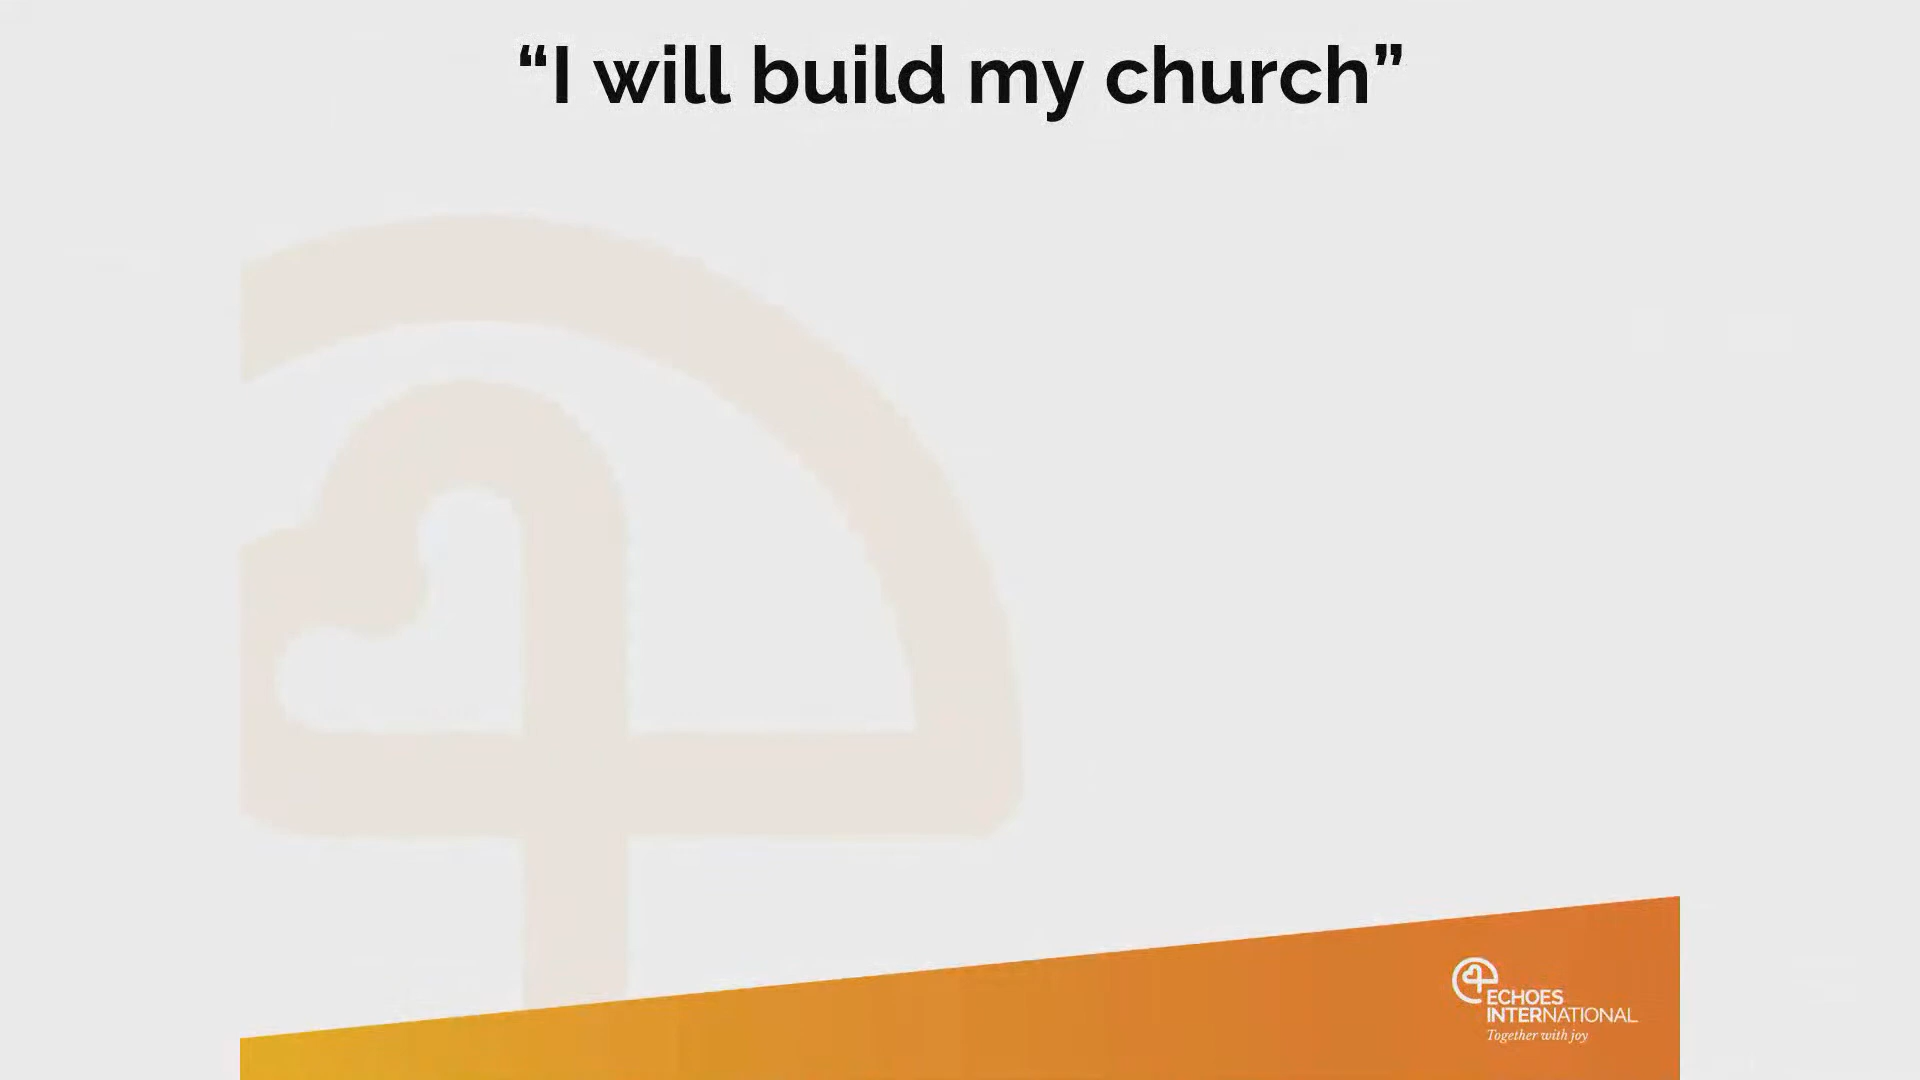 “I will build my church”
ECHOES
INTERNATIONAL
Together with joy